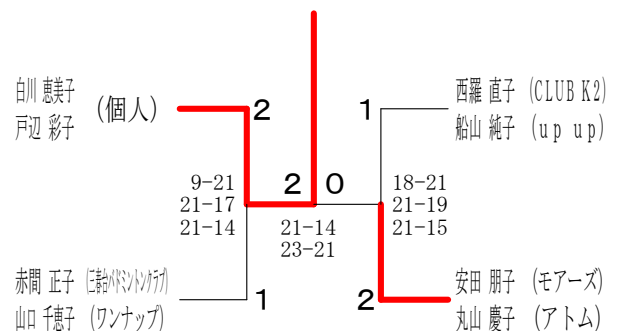 白川 恵美子 (個人)
戸辺 彩子
2
1
西羅 直子 (CLUB K2)
船山 純子 (up up)
9-21
21-17
21-14
2 0
21-14
23-21
18-21
21-19
21-15
赤間 正子 (三春台バドミントンクラブ)
山口 千恵子 (ワンナップ)
1
2
安田 朋子 (モアーズ)
丸山 慶子 (アトム)